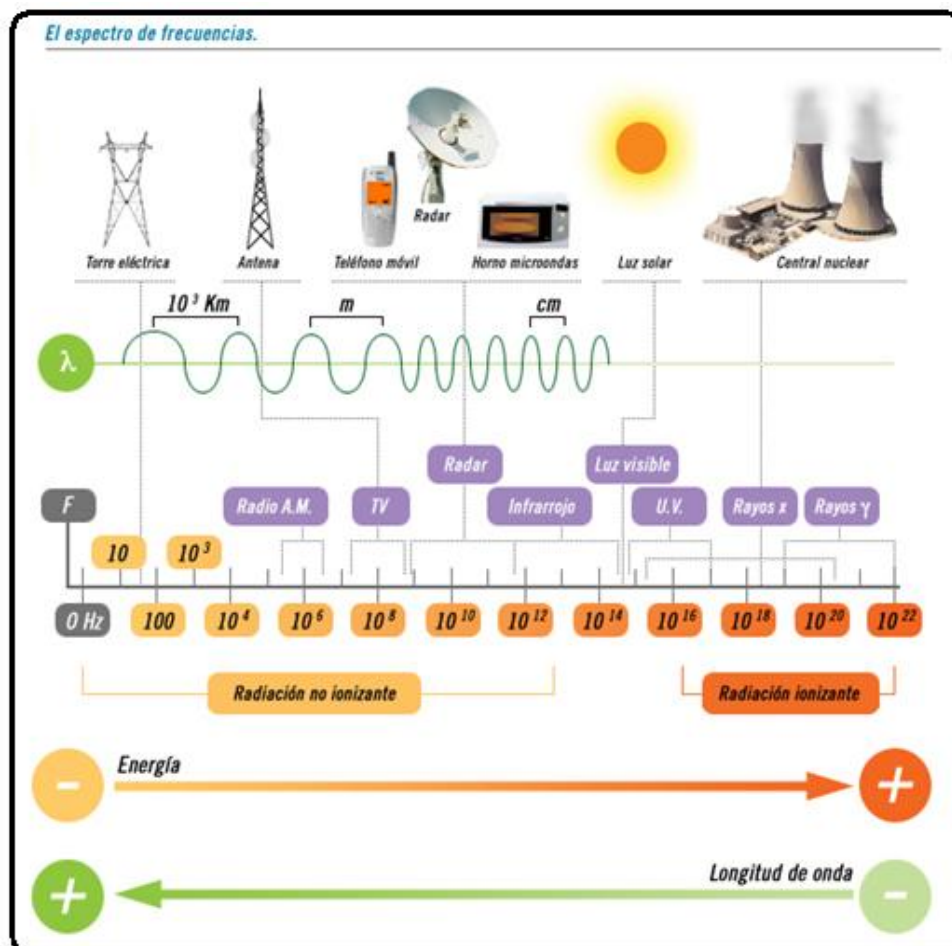 El espectro de frecuencias.
Radar
Torre eléctrica
Antena
Teléfono móvil
Horno microondas
Luz solar
Central nuclear
10³ Km
m
cm
λ
Radar
Luz visible
F
Radio A.M.
TV
Infrarrojo
U.V.
Rayos x
Rayos γ
10
10³
0 Hz
100
10⁴
10⁶
10⁸
10¹⁰
10¹²
10¹⁴
10¹⁶
10¹⁸
10²⁰
10²²
Radiación no ionizante
Radiación ionizante
Energía
-
+
Longitud de onda
+
-